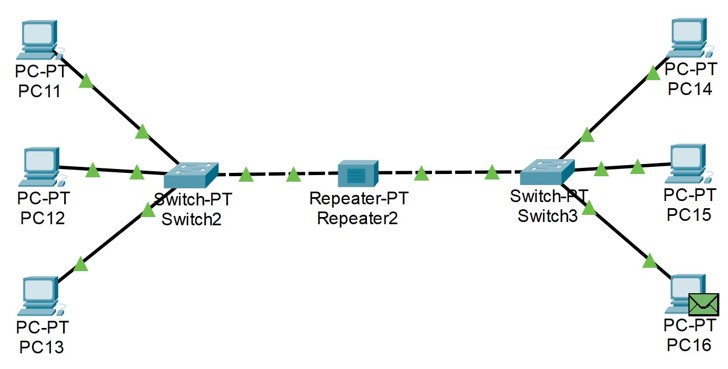 PC-PT
PC11
PC-PT
PC14
PC-PT
PC12
Switch-PT
Switch2
Repeater-PT
Repeater2
Switch-PT
Switch3
PC-PT
PC15
PC-PT
PC13
PC-PT
PC16